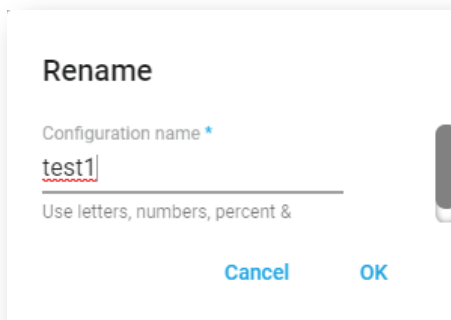 Rename
Configuration name *
test1
Use letters, numbers, percent &
Cancel OK